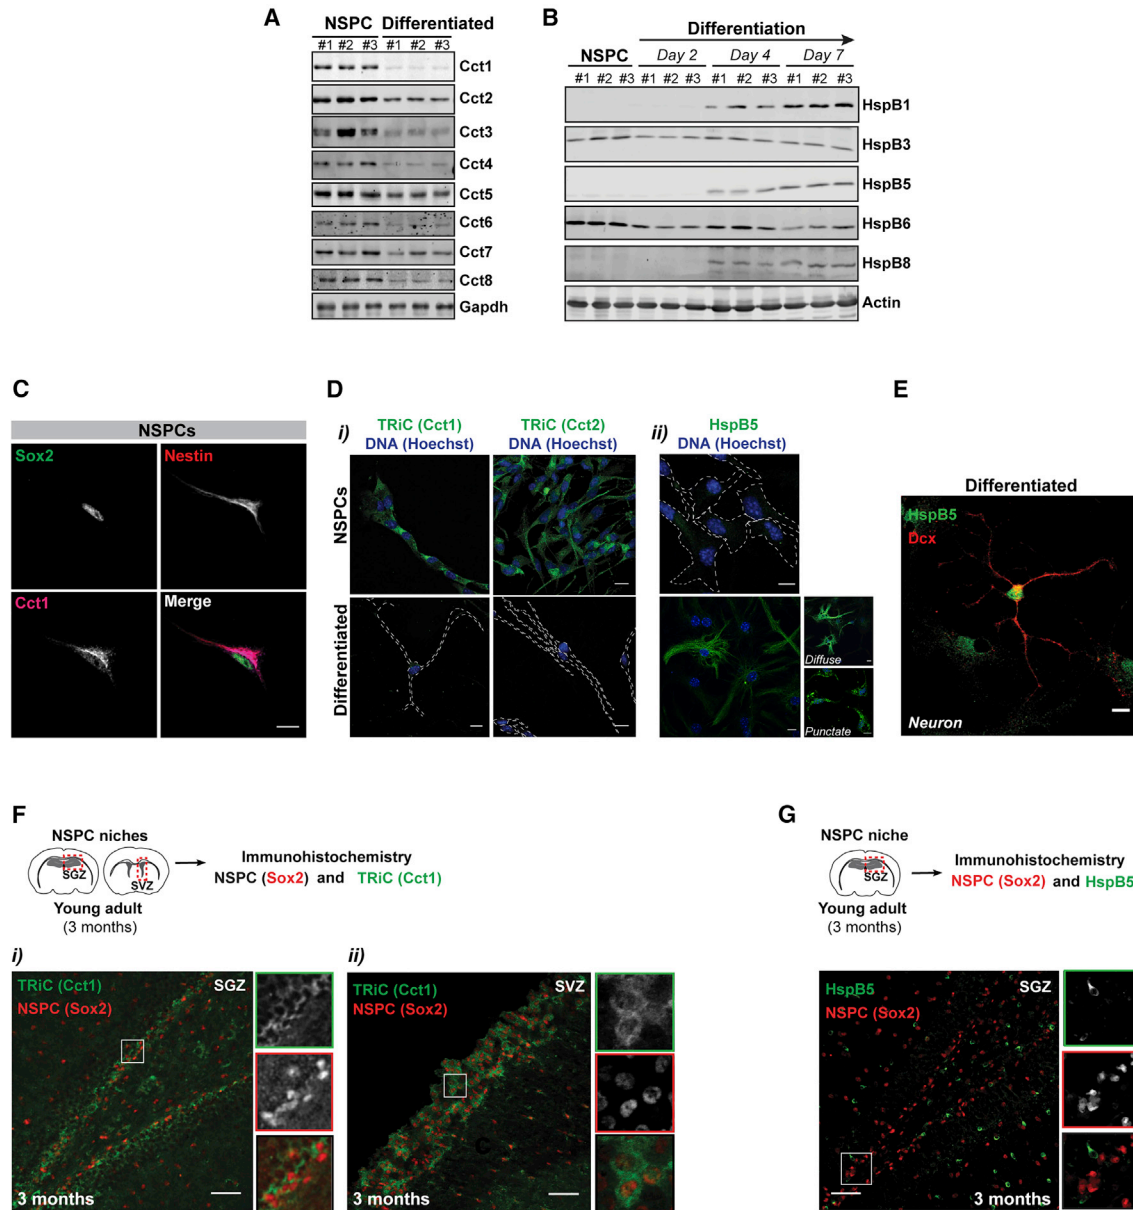 A
NSPC Differentiated
#1 #2 #3 #1 #2 #3
Cct1
Cct2
Cct3
Cct4
Cct5
Cct6
Cct7
Cct8
Gapdh
B
Differentiation
NSPC Day 2 Day 4 Day 7
#1 #2 #3 #1 #2 #3 #1 #2 #3 #1 #2 #3
HspB1
HspB3
HspB5
HspB6
HspB8
Actin
C
NSPCs
Sox2 Nestin
Cct1 Merge
D
i)
TRiC (Cct1)
DNA (Hoechst)
TRiC (Cct2)
DNA (Hoechst)
ii)
HspB5
DNA (Hoechst)
NSPCs
Differentiated
Diffuse
Punctate
E
Differentiated
HspB5
Dcx
Neuron
F
NSPC niches
SGZ
SVZ
Young adult
(3 months)
Immunohistochemistry
NSPC (Sox2) and TRiC (Cct1)
i)
TRiC (Cct1) SGZ
NSPC (Sox2)
3 months
ii)
TRiC (Cct1) SVZ
NSPC (Sox2)
C
3 months
G
NSPC niche
SGZ
Young adult
(3 months)
Immunohistochemistry
NSPC (Sox2) and HspB5
HspB5 SGZ
NSPC (Sox2)
3 months